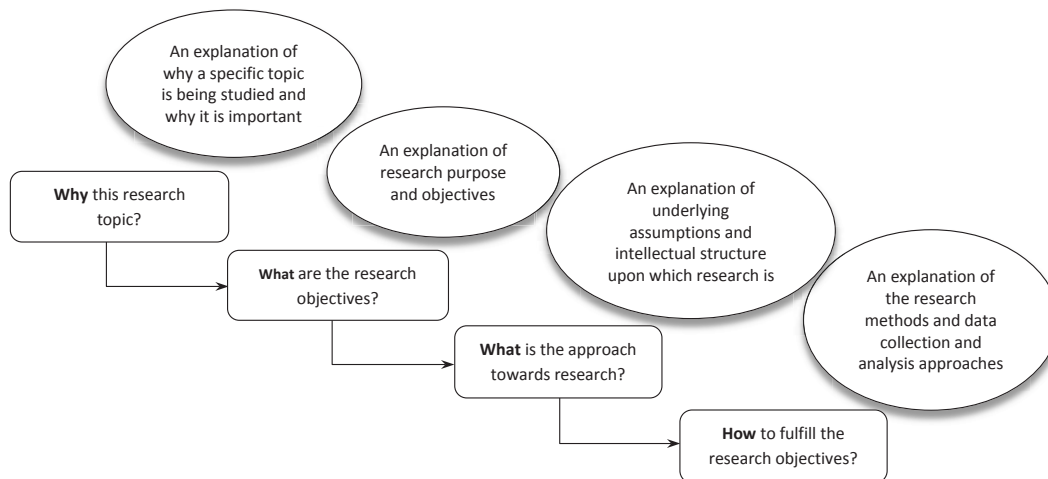 An explanation of
why a specific topic
is being studied and
why it is important
An explanation of
research purpose
and objectives
Why this research
topic?
An explanation of
underlying
assumptions and
intellectual structure
upon which research is
What are the research
objectives?
An explanation of
the research
methods and data
collection and
analysis approaches
What is the approach
towards research?
How to fulfill the
research objectives?